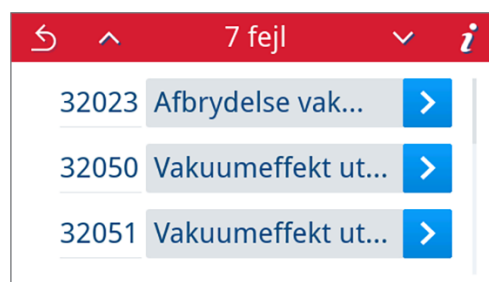 7 fejl
32023 Afbrydelse vak...
32050 Vakuumeffekt ut...
32051 Vakuumeffekt ut...